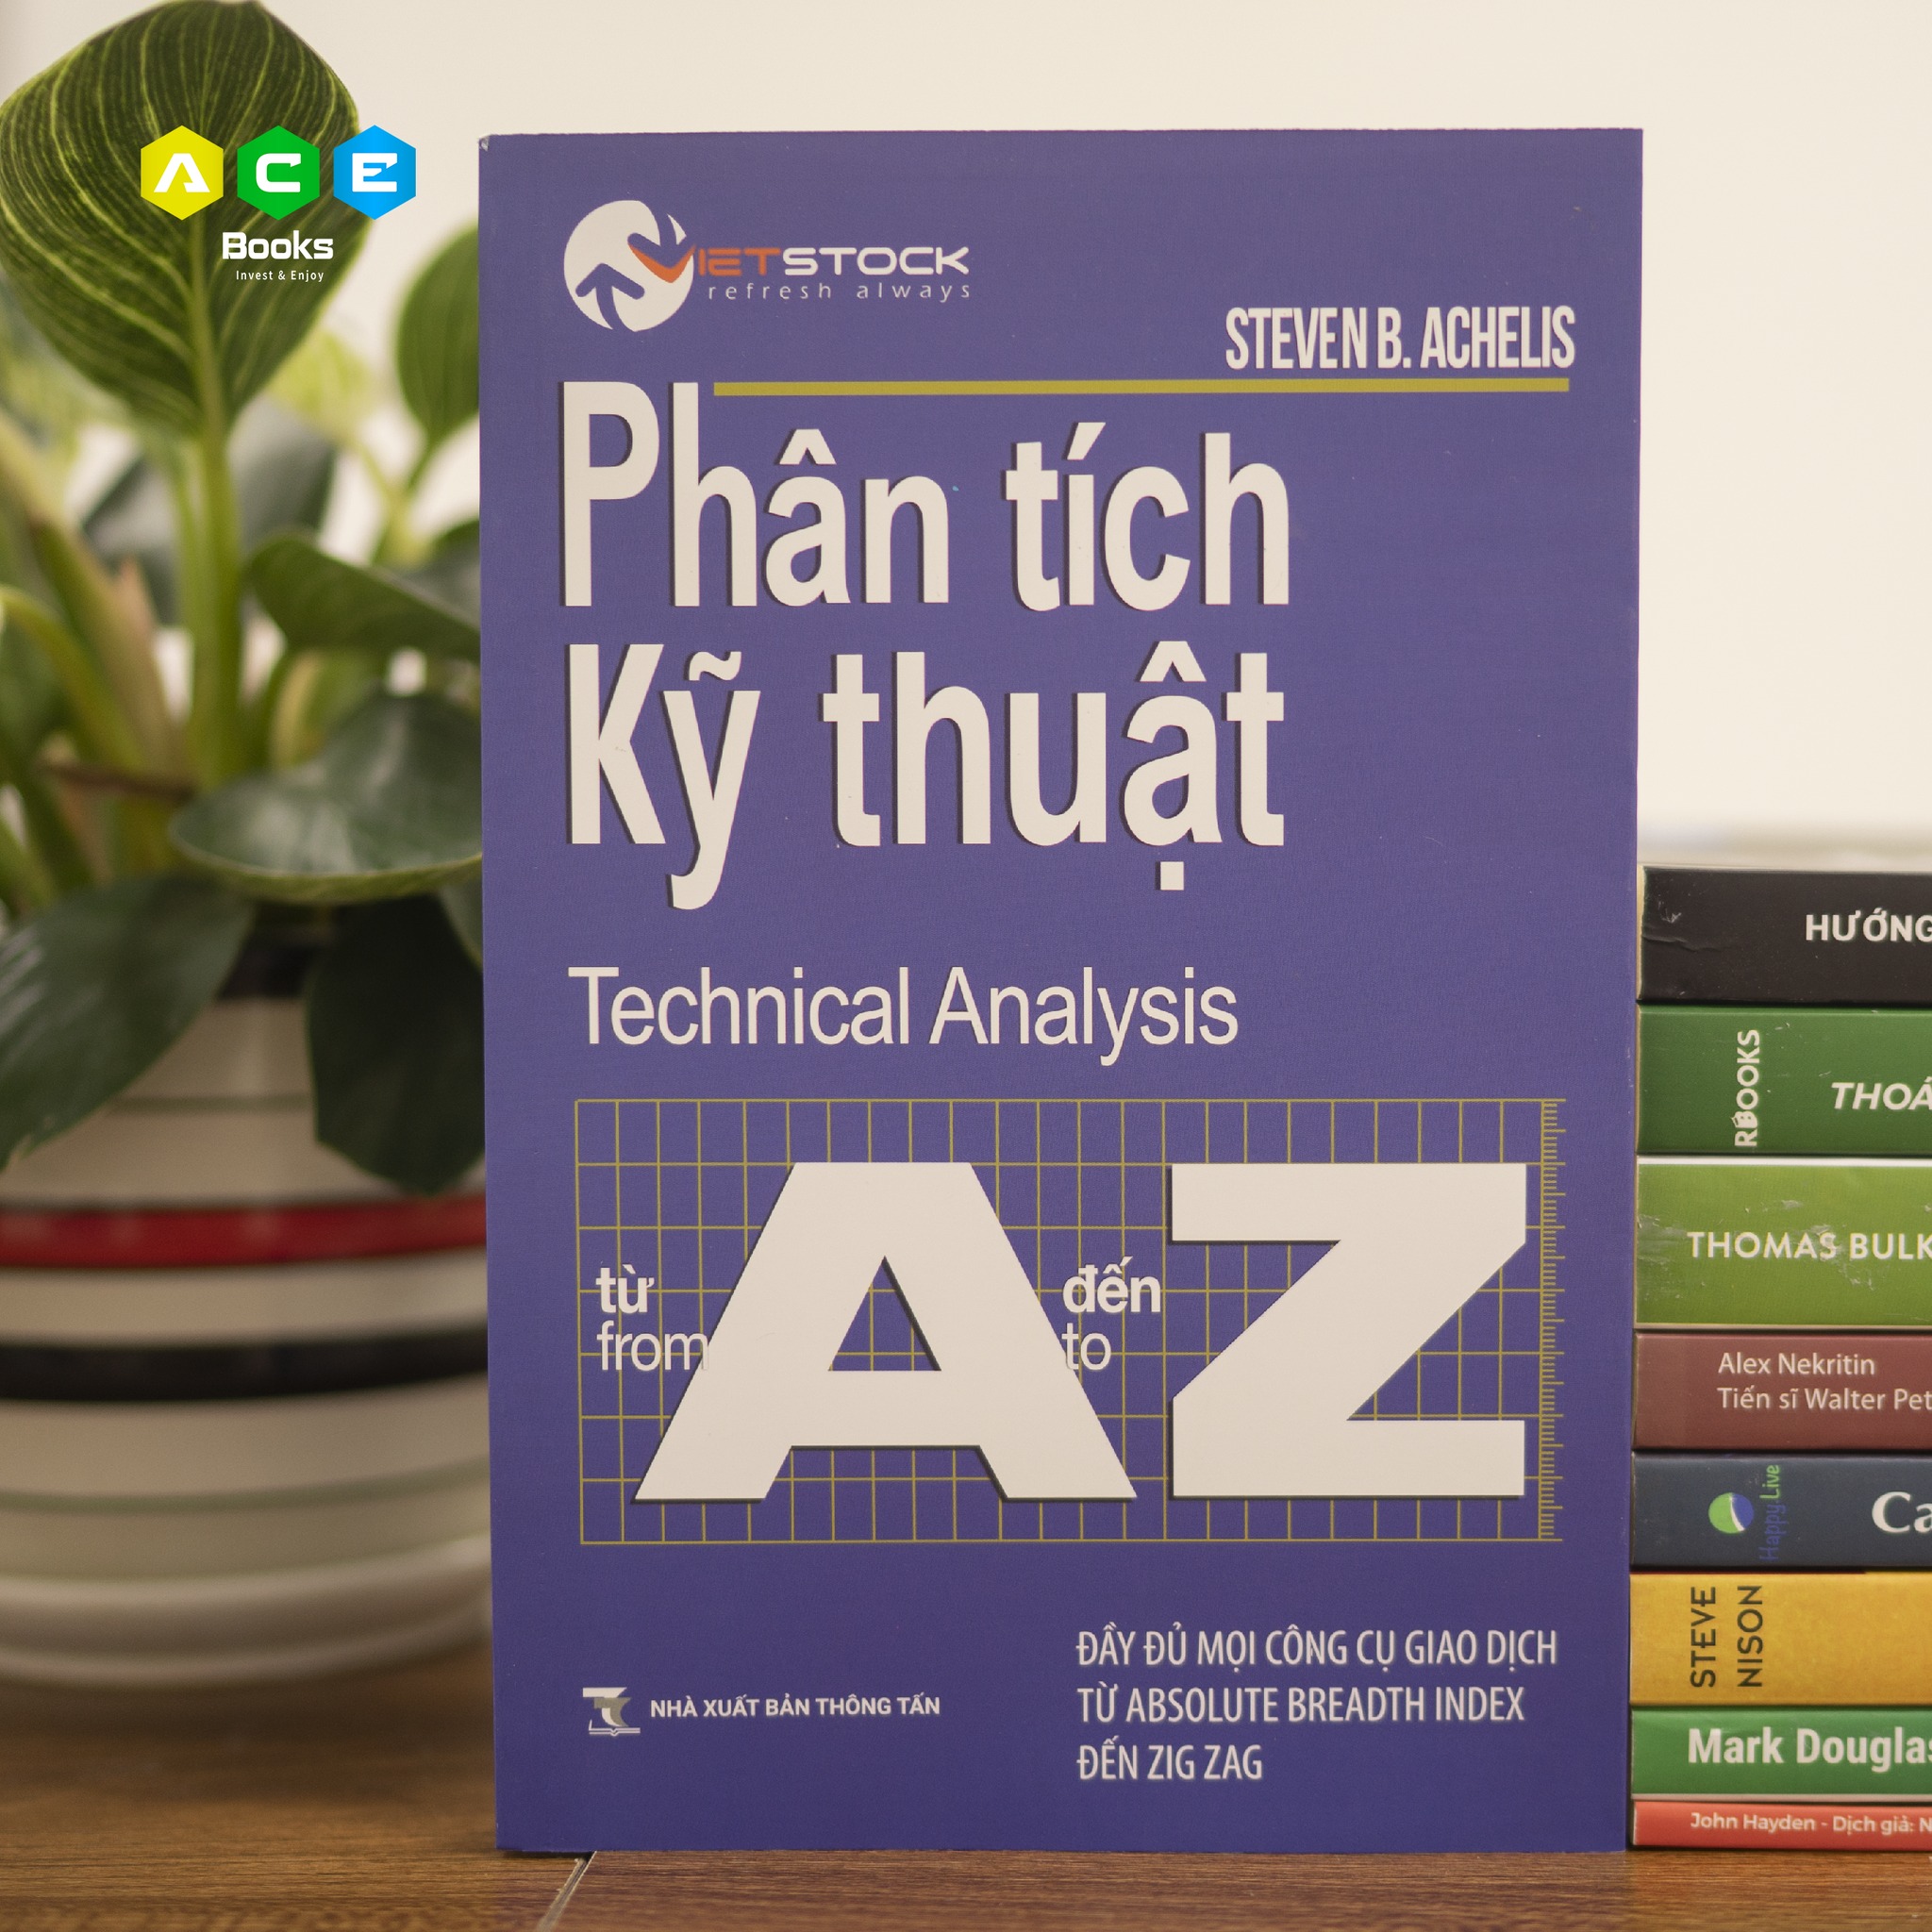 A C E
Books
Invest & Enjoy
VIETSTOCK
refresh always
STEVEN B. ACHELIS
Phân tích
Kỹ thuật
Technical Analysis
từ
from
A
đến
to
Z
ĐẦY ĐỦ MỌI CÔNG CỤ GIAO DỊCH
TỪ ABSOLUTE BREADTH INDEX
ĐẾN ZIG ZAG
NHÀ XUẤT BẢN THÔNG TẤN
HƯỚNG
RBOOKS
THOÁ
THOMAS BULK
Alex Nekritin
Tiến sĩ Walter Pet
Happy.Live
Ca
STEVE
NISON
Mark Douglas
John Hayden - Dịch giả: N